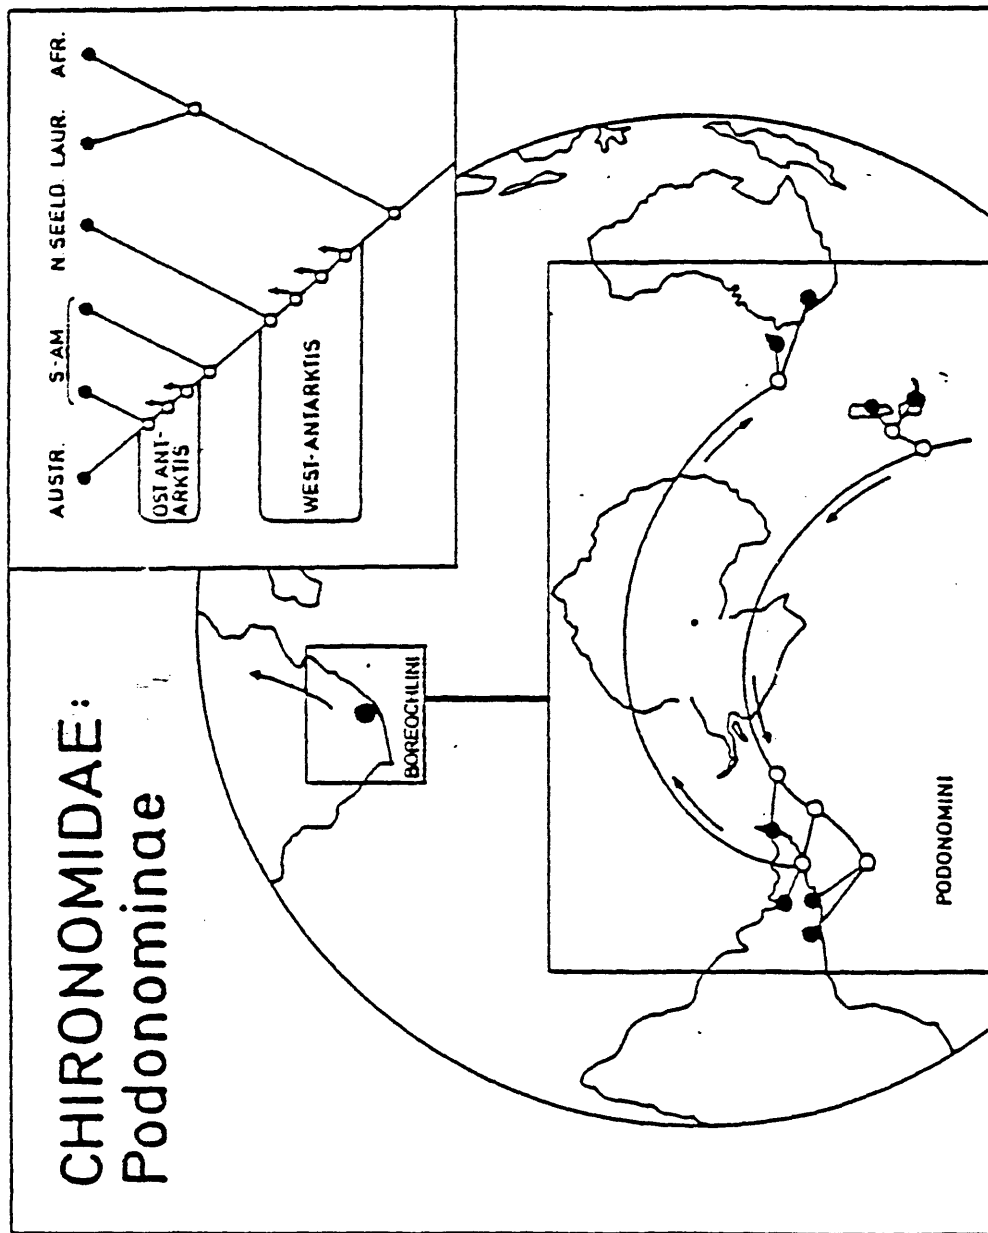 CHIRONOMIDAE:
Podonominae
AUSTR.
S-AM
N.SEELD.
LAUR.
AFR.
OST ANT-
ARKTIS
WEST-ANTARKTIS
BOREOCHLINI
PODONOMINI